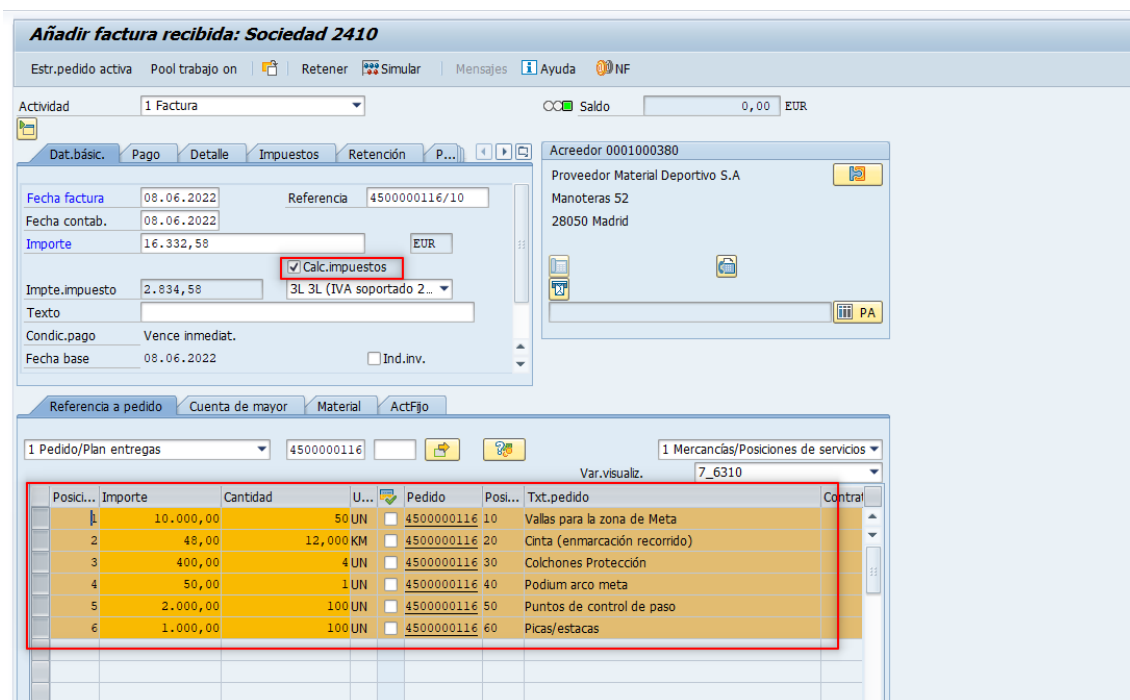 Añadir factura recibida: Sociedad 2410
Estr.pedido activa Pool trabajo on Retener Simular Mensajes Ayuda NF
Actividad 1 Factura Saldo 0,00 EUR
Dat.básic. Pago Detalle Impuestos Retención P...
Acreedor 0001000380
Proveedor Material Deportivo S.A
Manoteras 52
28050 Madrid
PA
Fecha factura 08.06.2022 Referencia 4500000116/10
Fecha contab. 08.06.2022
Importe 16.332,58 EUR
Calc.impuestos
Impte.impuesto 2.834,58 3L 3L (IVA soportado 2...
Texto
Condic.pago Vence inmediat.
Fecha base 08.06.2022 Ind.inv.
Referencia a pedido Cuenta de mayor Material ActFijo
1 Pedido/Plan entregas 4500000116 1 Mercancías/Posiciones de servicios
Var.visualiz. 7_6310
Posici... Importe Cantidad U... Pedido Posi... Txt.pedido Contrat
1 10.000,00 50 UN 4500000116 10 Vallas para la zona de Meta
2 48,00 12,000 KM 4500000116 20 Cinta (enmarcación recorrido)
3 400,00 4 UN 4500000116 30 Colchones Protección
4 50,00 1 UN 4500000116 40 Podium arco meta
5 2.000,00 100 UN 4500000116 50 Puntos de control de paso
6 1.000,00 100 UN 4500000116 60 Picas/estacas